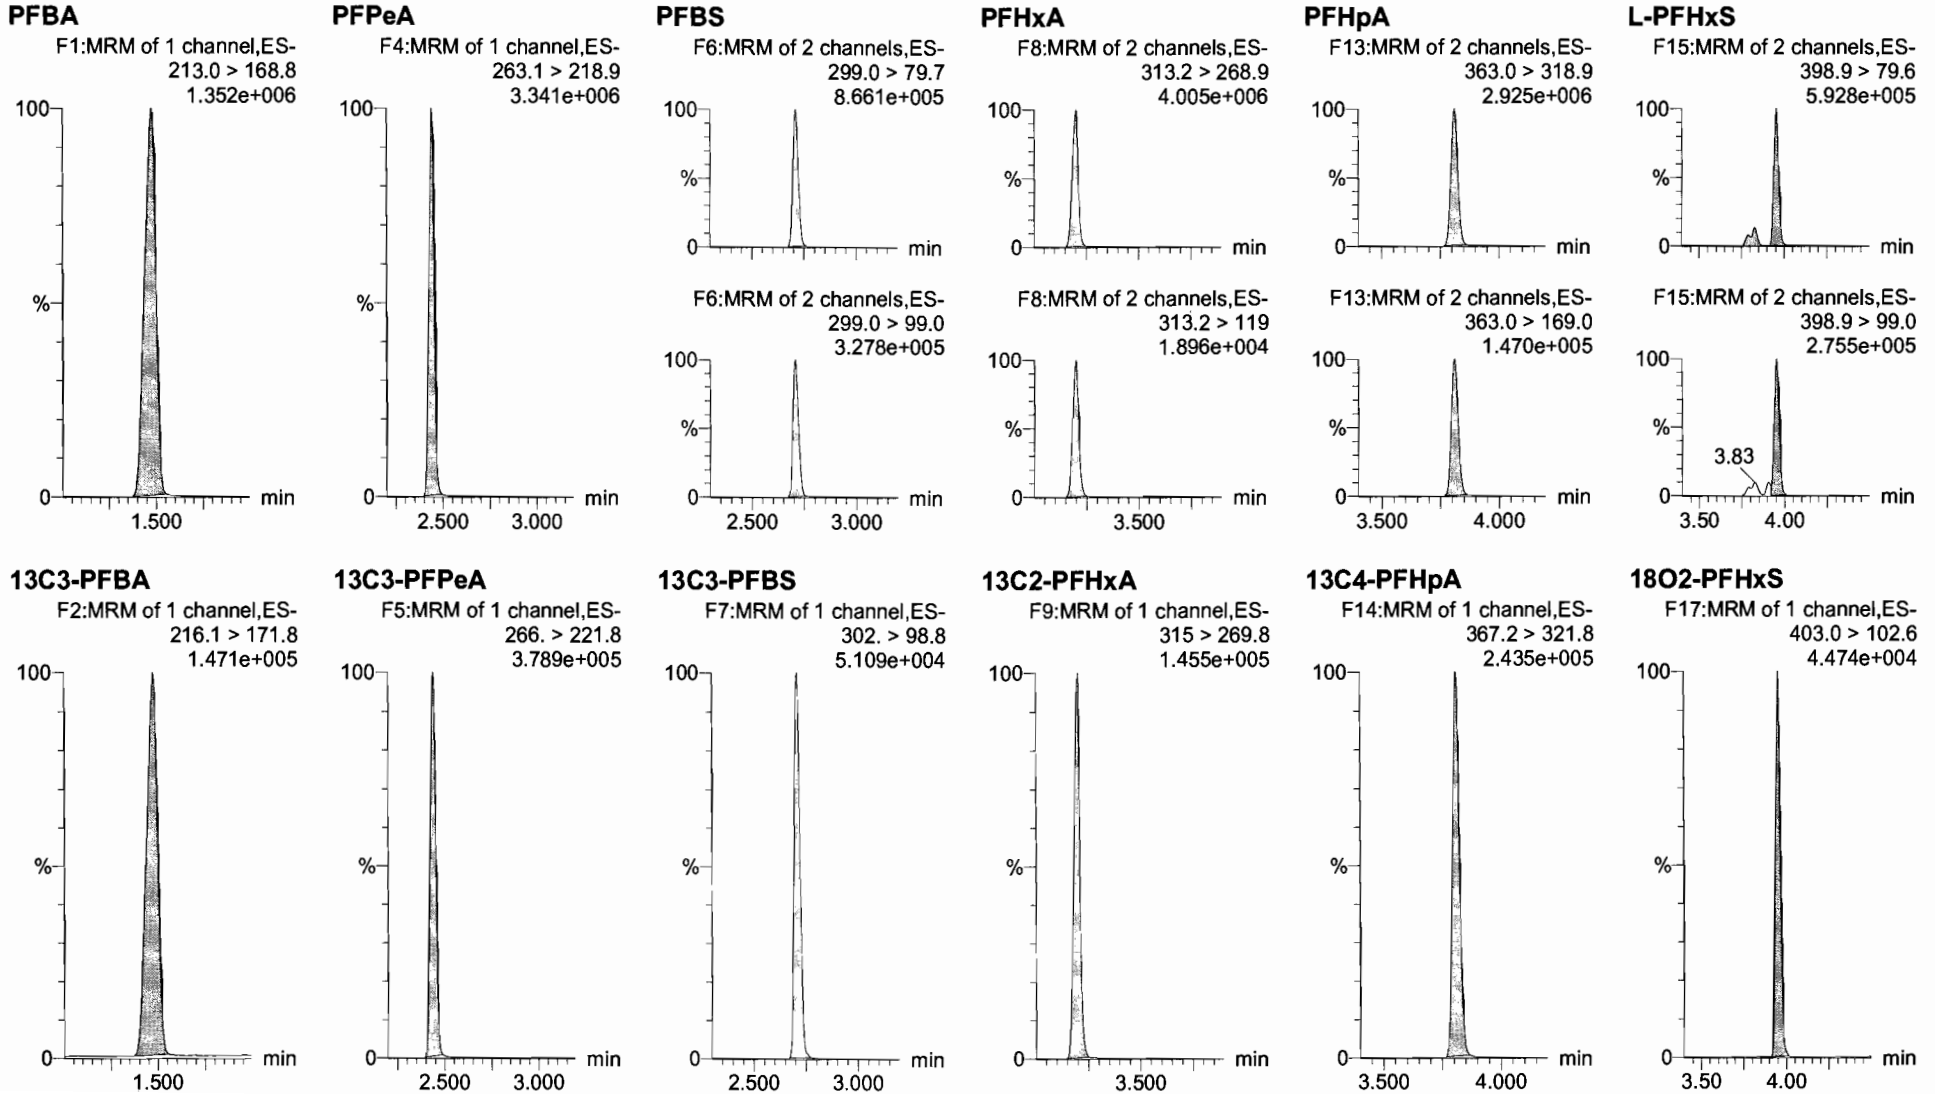 PFBA
F1:MRM of 1 channel,ES-
213.0 > 168.8
1.352e+006
100
%
0
min
1.500
PFPeA
F4:MRM of 1 channel,ES-
263.1 > 218.9
3.341e+006
100
%
0
min
2.500 3.000
PFBS
F6:MRM of 2 channels,ES-
299.0 > 79.7
8.661e+005
100
%
0
min
F6:MRM of 2 channels,ES-
299.0 > 99.0
3.278e+005
100
%
0
min
2.500 3.000
PFHxA
F8:MRM of 2 channels,ES-
313.2 > 268.9
4.005e+006
100
%
0
min
F8:MRM of 2 channels,ES-
313.2 > 119
1.896e+004
100
%
0
min
3.500
PFHpA
F13:MRM of 2 channels,ES-
363.0 > 318.9
2.925e+006
100
%
0
min
F13:MRM of 2 channels,ES-
363.0 > 169.0
1.470e+005
100
%
0
min
3.500 4.000
L-PFHxS
F15:MRM of 2 channels,ES-
398.9 > 79.6
5.928e+005
100
%
0
min
F15:MRM of 2 channels,ES-
398.9 > 99.0
2.755e+005
100
%
3.83
0
min
3.50 4.00
13C3-PFBA
F2:MRM of 1 channel,ES-
216.1 > 171.8
1.471e+005
100
%
0
min
1.500
13C3-PFPeA
F5:MRM of 1 channel,ES-
266. > 221.8
3.789e+005
100
%
0
min
2.500 3.000
13C3-PFBS
F7:MRM of 1 channel,ES-
302. > 98.8
5.109e+004
100
%
0
min
2.500 3.000
13C2-PFHxA
F9:MRM of 1 channel,ES-
315 > 269.8
1.455e+005
100
%
0
min
3.500
13C4-PFHpA
F14:MRM of 1 channel,ES-
367.2 > 321.8
2.435e+005
100
%
0
min
3.500 4.000
18O2-PFHxS
F17:MRM of 1 channel,ES-
403.0 > 102.6
4.474e+004
100
%
0
min
3.50 4.00